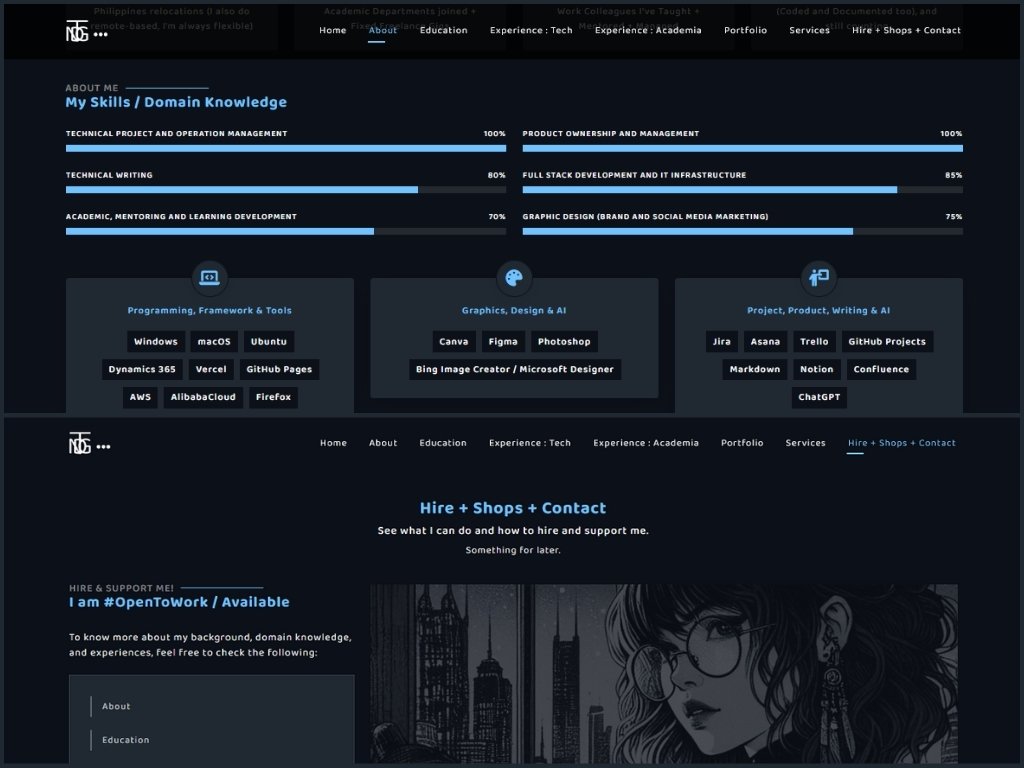 Philippines relocations (I also do
remote-based, I'm always flexible)
Academic Departments joined +
Fixed Freelance Gigs
Work Colleagues I've Taught +
Mentored + Managed
(Coded and Documented too), and
still counting
Home About Education Experience : Tech Experience : Academia Portfolio Services Hire + Shops + Contact
ABOUT ME
My Skills / Domain Knowledge
TECHNICAL PROJECT AND OPERATION MANAGEMENT 100%
PRODUCT OWNERSHIP AND MANAGEMENT 100%
TECHNICAL WRITING 80%
FULL STACK DEVELOPMENT AND IT INFRASTRUCTURE 85%
ACADEMIC, MENTORING AND LEARNING DEVELOPMENT 70%
GRAPHIC DESIGN (BRAND AND SOCIAL MEDIA MARKETING) 75%
Programming, Framework & Tools
Windows macOS Ubuntu
Dynamics 365 Vercel GitHub Pages
AWS AlibabaCloud Firefox
Graphics, Design & AI
Canva Figma Photoshop
Bing Image Creator / Microsoft Designer
Project, Product, Writing & AI
Jira Asana Trello GitHub Projects
Markdown Notion Confluence
ChatGPT
Home About Education Experience : Tech Experience : Academia Portfolio Services Hire + Shops + Contact
Hire + Shops + Contact
See what I can do and how to hire and support me.
Something for later.
HIRE & SUPPORT ME!
I am #OpenToWork / Available
To know more about my background, domain knowledge,
and experiences, feel free to check the following:
About
Education